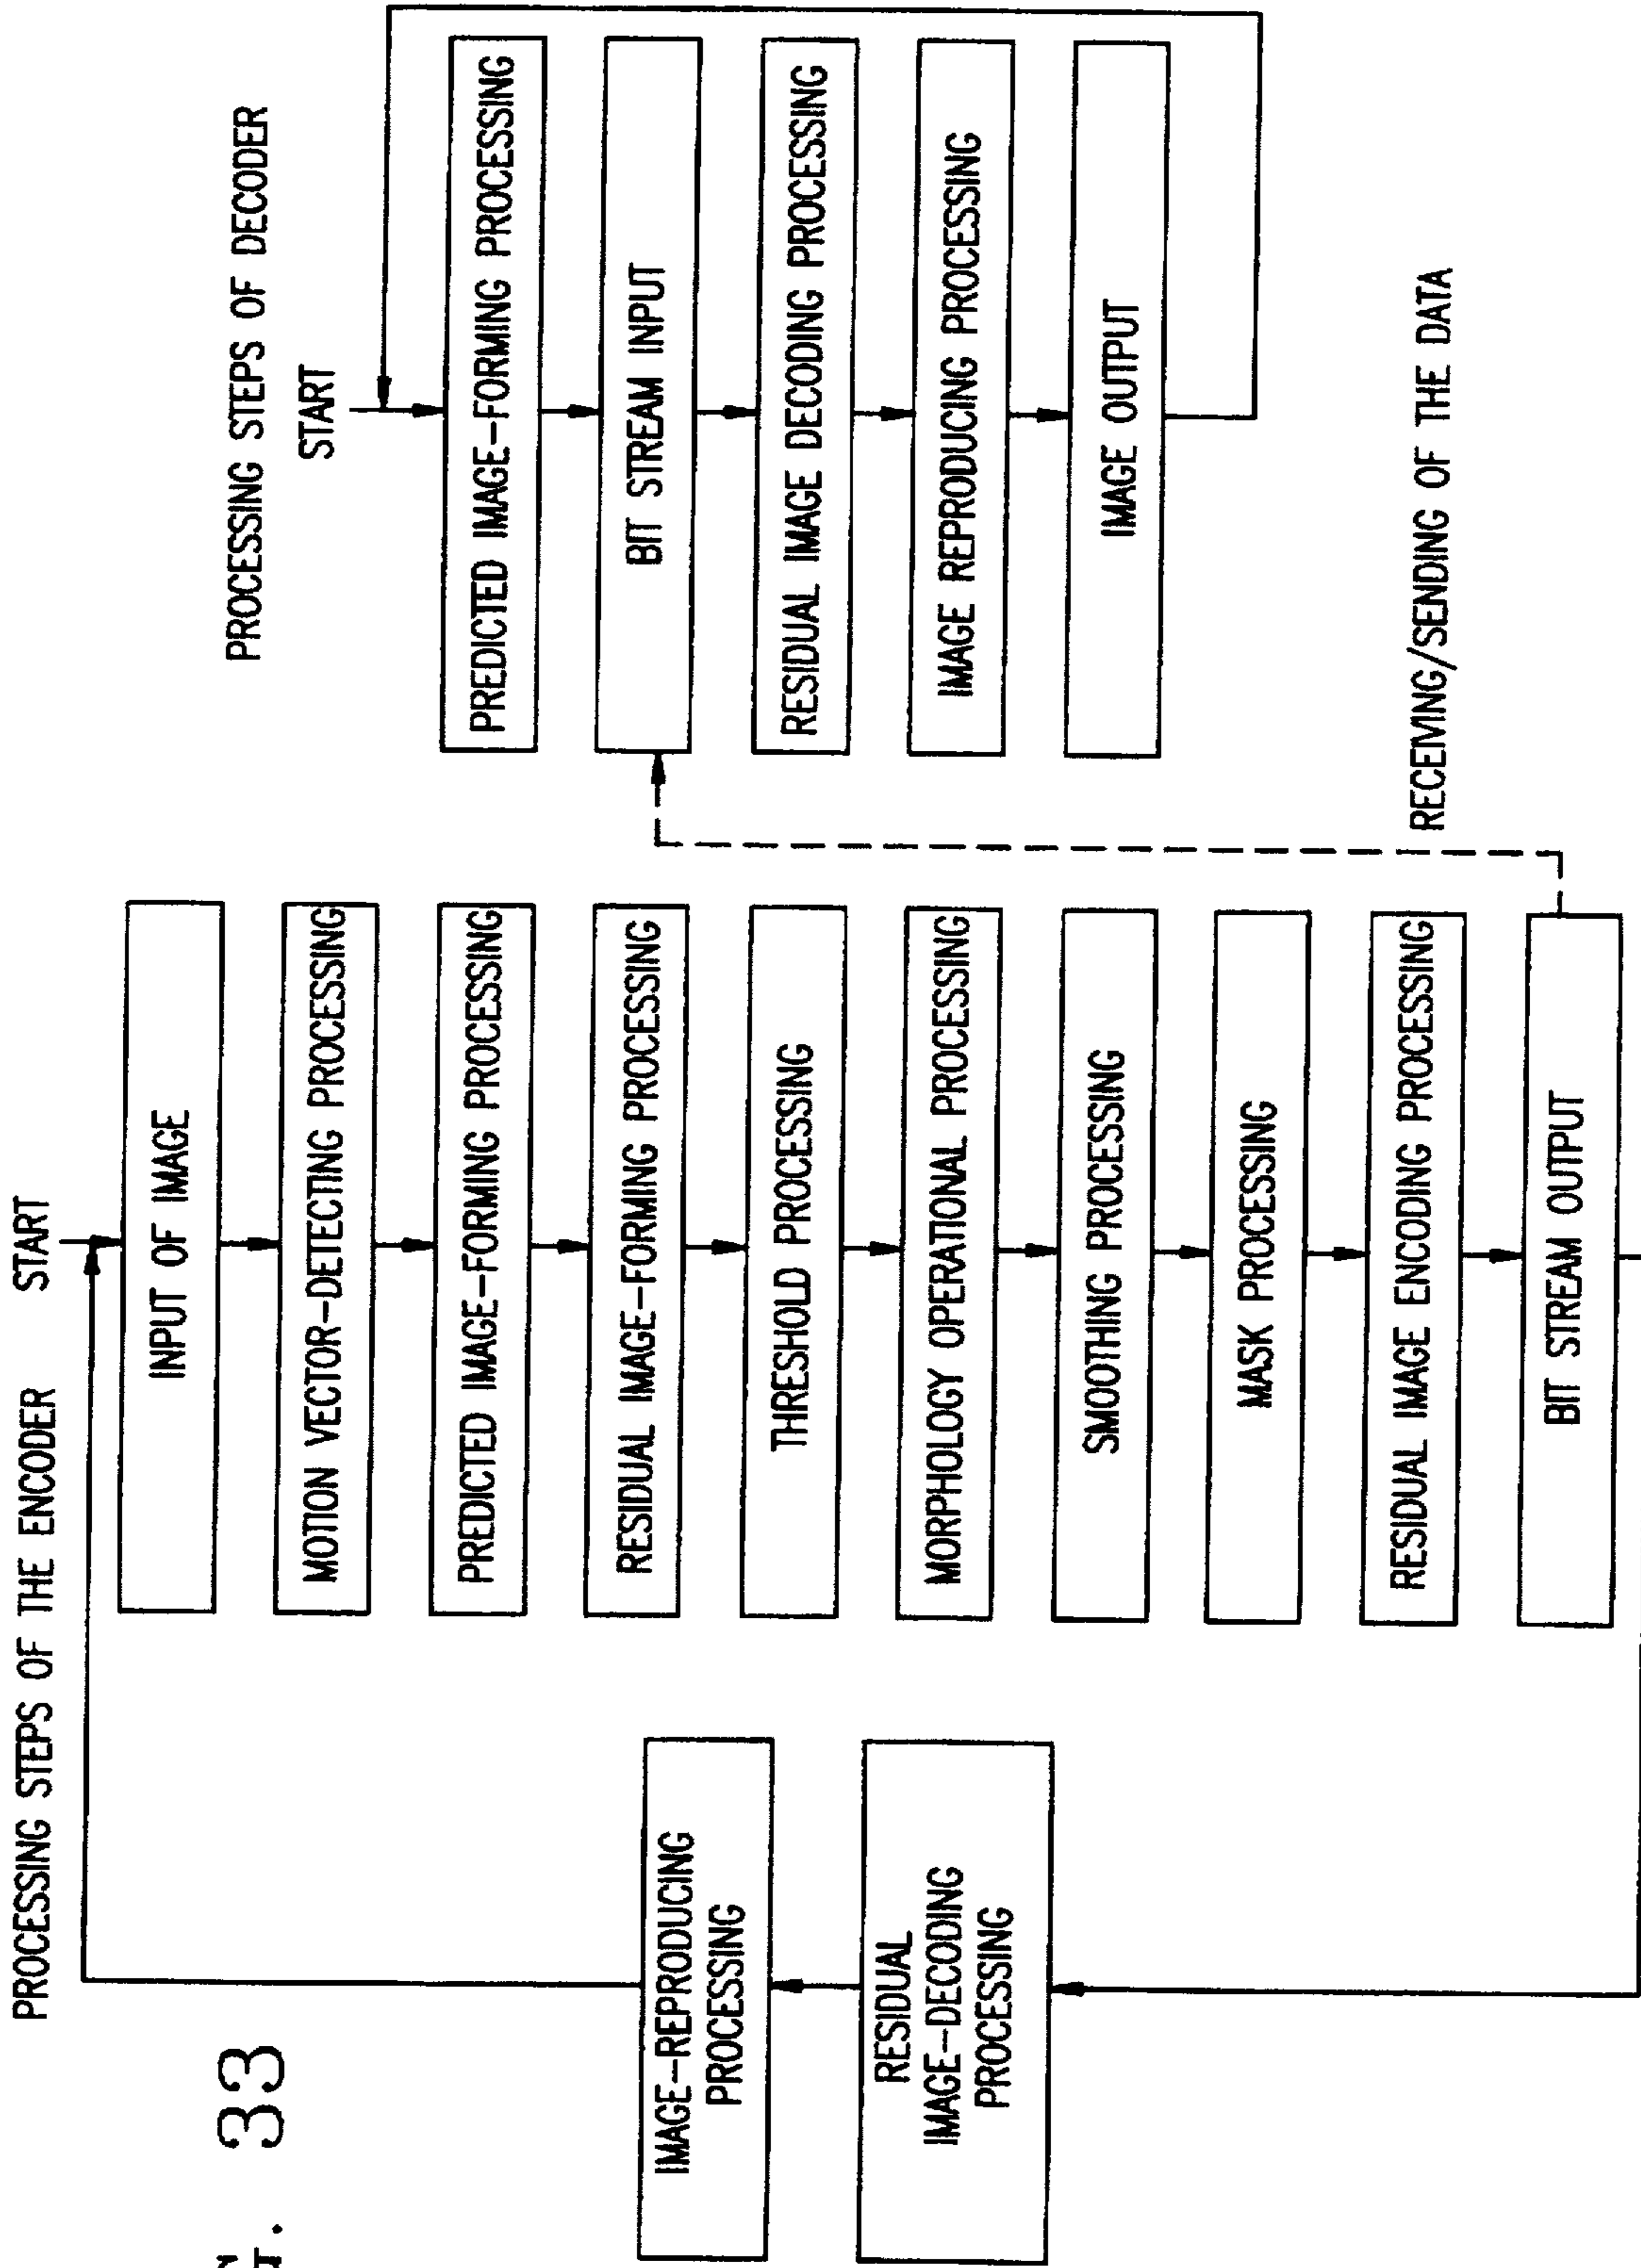 33
PROCESSING STEPS OF THE ENCODER
START
INPUT OF IMAGE
MOTION VECTOR-DETECTING PROCESSING
PREDICTED IMAGE-FORMING PROCESSING
RESIDUAL IMAGE-FORMING PROCESSING
THRESHOLD PROCESSING
MORPHOLOGY OPERATIONAL PROCESSING
SMOOTHING PROCESSING
MASK PROCESSING
RESIDUAL IMAGE ENCODING PROCESSING
BIT STREAM OUTPUT
IMAGE-REPRODUCING
PROCESSING
RESIDUAL
IMAGE-DECODING
PROCESSING
PROCESSING STEPS OF DECODER
START
PREDICTED IMAGE-FORMING PROCESSING
BIT STREAM INPUT
RESIDUAL IMAGE DECODING PROCESSING
IMAGE REPRODUCING PROCESSING
IMAGE OUTPUT
RECEIVING/SENDING OF THE DATA